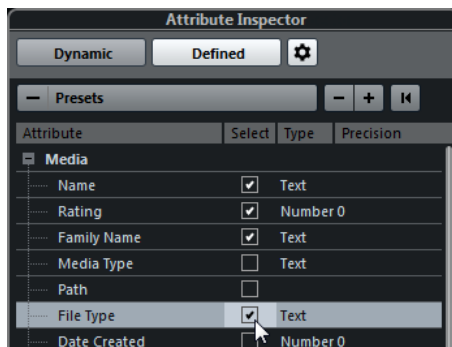 Attribute Inspector
Dynamic Defined
Presets
Attribute Select Type Precision
Media
Name Text
Rating Number 0
Family Name Text
Media Type Text
Path
File Type Text
Date Created Number 0